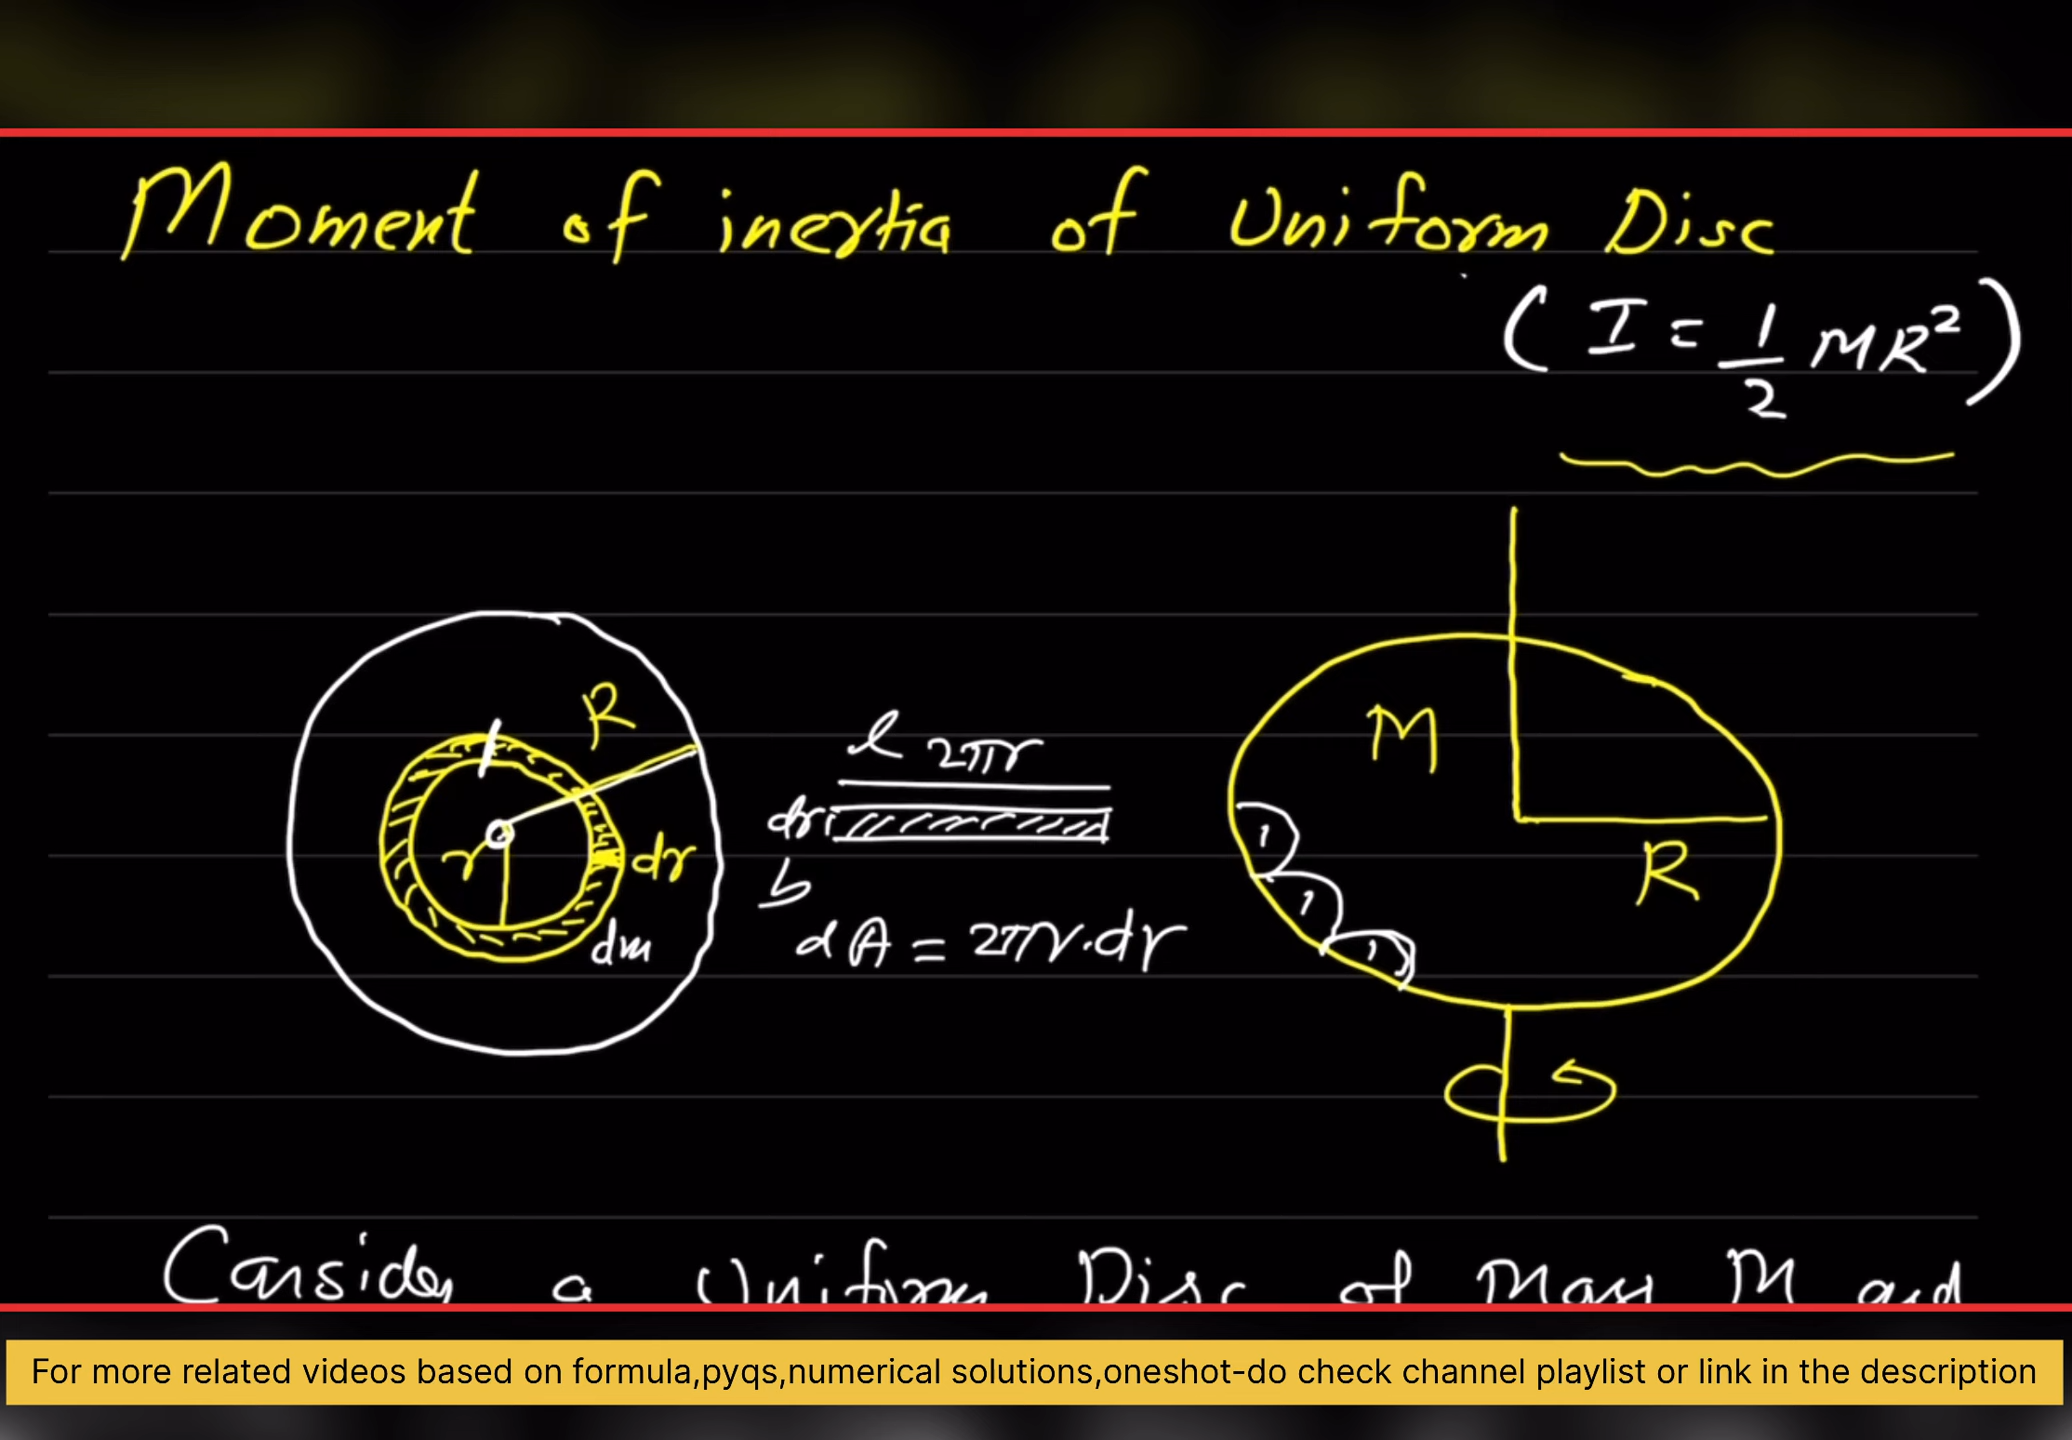 Moment of inertia of Uniform Disc
( I = 1/2 MR² )
R
r
dr
dm
l 2πr
dr
b
dA = 2πr.dr
M
R
Consider a Uniform Disc of Mass M and
For more related videos based on formula,pyqs,numerical solutions,oneshot-do check channel playlist or link in the description